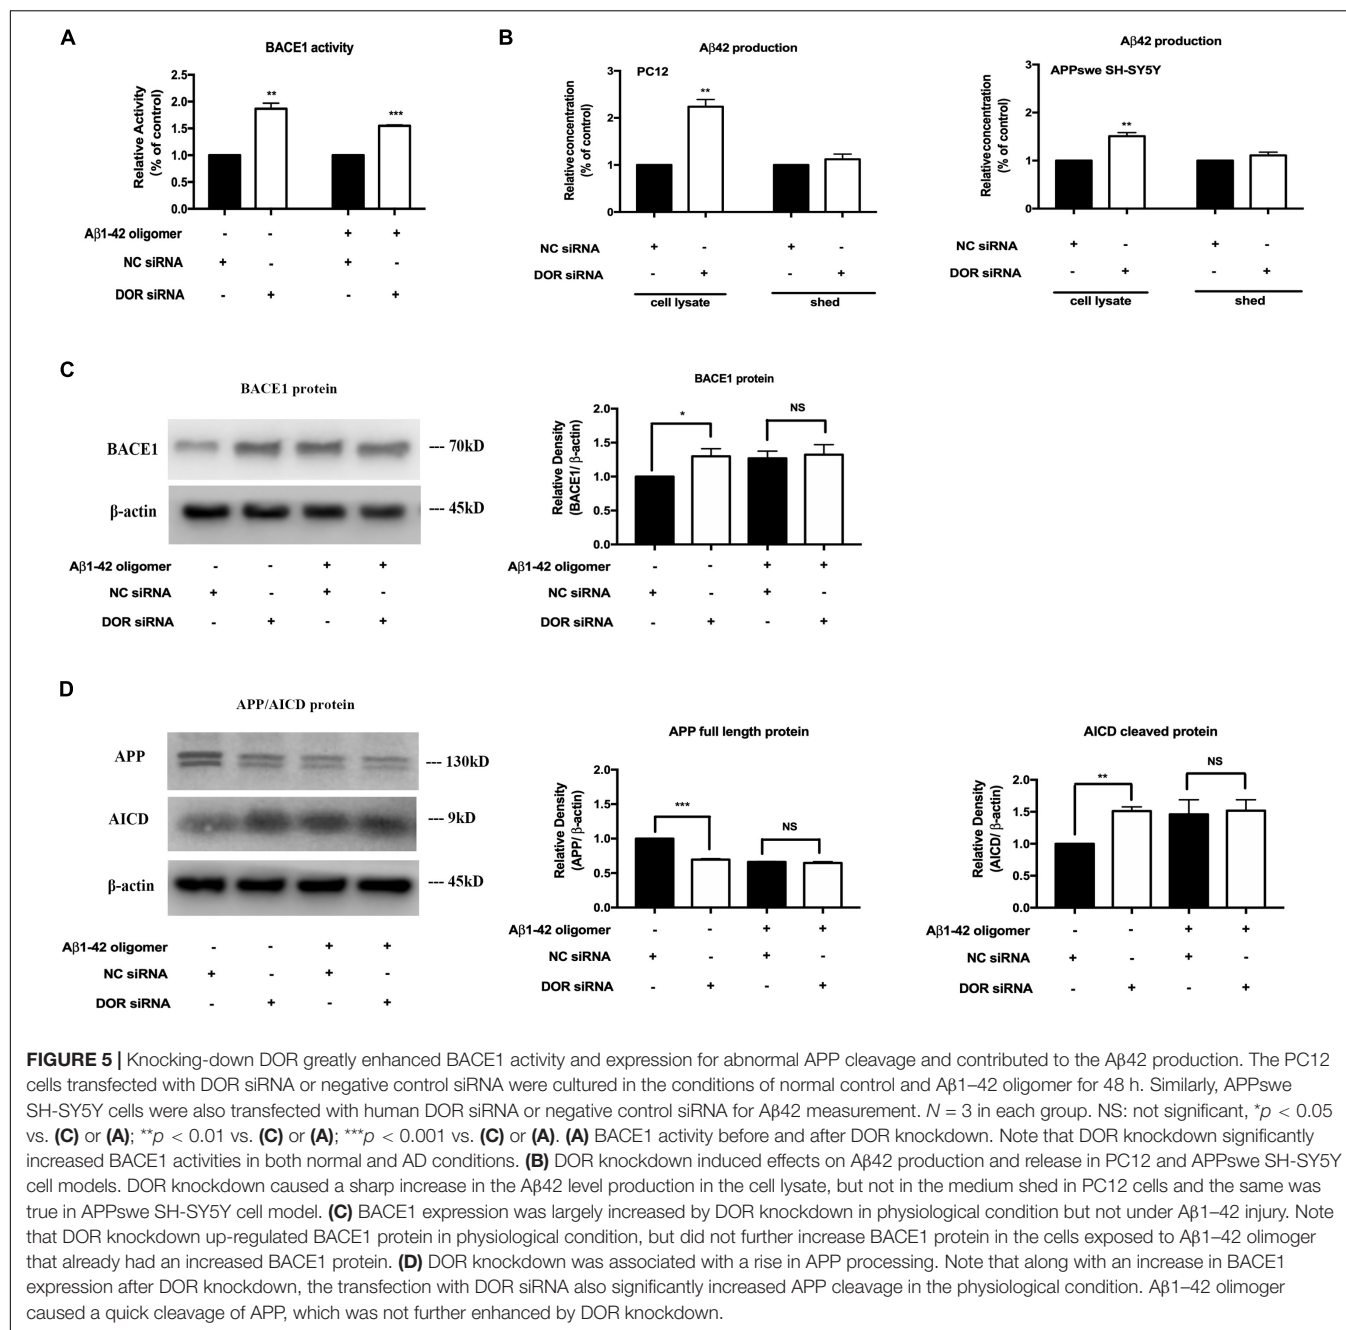 A
BACE1 activity
Relative Activity
(% of control)
2.5
2.0
1.5
1.0
0.5
0.0
** ***
Aβ1-42 oligomer - - + +
NC siRNA + - + -
DOR siRNA - + - +
B
Aβ42 production
PC12
Relative concentration
(% of control)
3
2
1
0
**
NC siRNA + - + -
DOR siRNA - + - +
cell lysate shed
Aβ42 production
APPswe SH-SY5Y
Relative concentration
(% of control)
3
2
1
0
**
NC siRNA + - + -
DOR siRNA - + - +
cell lysate shed
C
BACE1 protein
BACE1 --- 70kD
β-actin --- 45kD
Aβ1-42 oligomer - - + +
NC siRNA + - + -
DOR siRNA - + - +
BACE1 protein
Relative Density
(BACE1/ β-actin)
2.0
1.5
1.0
0.5
0.0
* NS
Aβ1-42 oligomer - - + +
NC siRNA + - + -
DOR siRNA - + - +
D
APP/AICD protein
APP --- 130kD
AICD --- 9kD
β-actin --- 45kD
Aβ1-42 oligomer - - + +
NC siRNA + - + -
DOR siRNA - + - +
APP full length protein
Relative Density
(APP/ β-actin)
2.0
1.5
1.0
0.5
0.0
*** NS
Aβ1-42 oligomer - - + +
NC siRNA + - + -
DOR siRNA - + - +
AICD cleaved protein
Relative Density
(AICD/ β-actin)
2.0
1.5
1.0
0.5
0.0
** NS
Aβ1-42 oligomer - - + +
NC siRNA + - + -
DOR siRNA - + - +
FIGURE 5 | Knocking-down DOR greatly enhanced BACE1 activity and expression for abnormal APP cleavage and contributed to the Aβ42 production. The PC12
cells transfected with DOR siRNA or negative control siRNA were cultured in the conditions of normal control and Aβ1–42 oligomer for 48 h. Similarly, APPswe
SH-SY5Y cells were also transfected with human DOR siRNA or negative control siRNA for Aβ42 measurement. N = 3 in each group. NS: not significant, *p < 0.05
vs. (C) or (A); **p < 0.01 vs. (C) or (A); ***p < 0.001 vs. (C) or (A). (A) BACE1 activity before and after DOR knockdown. Note that DOR knockdown significantly
increased BACE1 activities in both normal and AD conditions. (B) DOR knockdown induced effects on Aβ42 production and release in PC12 and APPswe SH-SY5Y
cell models. DOR knockdown caused a sharp increase in the Aβ42 level production in the cell lysate, but not in the medium shed in PC12 cells and the same was
true in APPswe SH-SY5Y cell model. (C) BACE1 expression was largely increased by DOR knockdown in physiological condition but not under Aβ1–42 injury. Note
that DOR knockdown up-regulated BACE1 protein in physiological condition, but did not further increase BACE1 protein in the cells exposed to Aβ1–42 olimoger
that already had an increased BACE1 protein. (D) DOR knockdown was associated with a rise in APP processing. Note that along with an increase in BACE1
expression after DOR knockdown, the transfection with DOR siRNA also significantly increased APP cleavage in the physiological condition. Aβ1–42 olimoger
caused a quick cleavage of APP, which was not further enhanced by DOR knockdown.